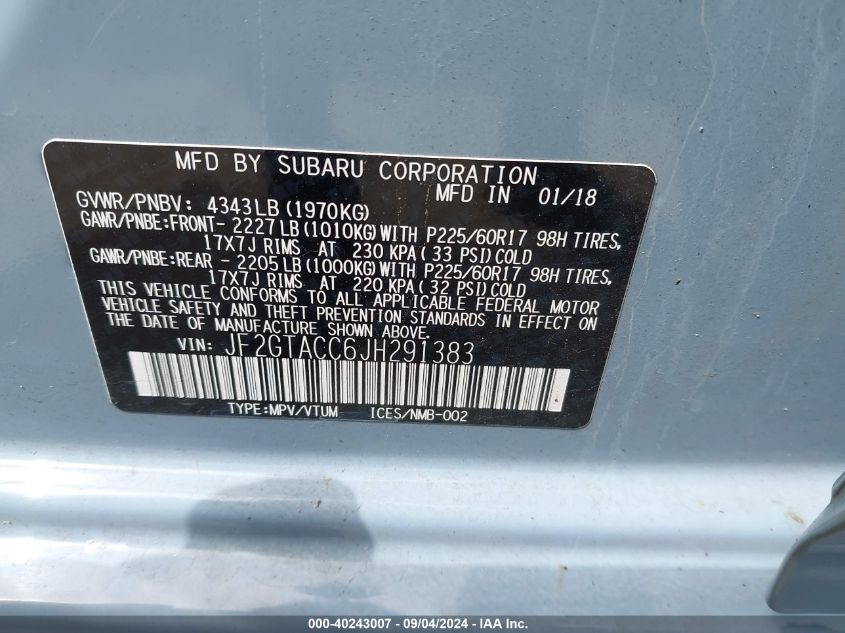 MFD BY SUBARU CORPORATION
MFD IN 01/18
GVWR/PNBV: 4343LB (1970KG)
GAWR/PNBE:FRONT- 2227LB (1010KG) WITH P225/60R17 98H TIRES,
17X7J RIMS AT 230 KPA( 33 PSI) COLD
GAWR/PNBE:REAR - 2205LB (1000KG) WITH P225/60R17 98H TIRES,
17X7J RIMS AT 220 KPA( 32 PSI) COLD
THIS VEHICLE CONFORMS TO ALL APPLICABLE FEDERAL MOTOR
VEHICLE SAFETY AND THEFT PREVENTION STANDARDS IN EFFECT ON
THE DATE OF MANUFACTURE SHOWN ABOVE.
VIN: JF2GTACC6JH291383
TYPE:MPV/VTUM ICES/NMB-002
000-40243007 - 09/04/2024 - IAA Inc.